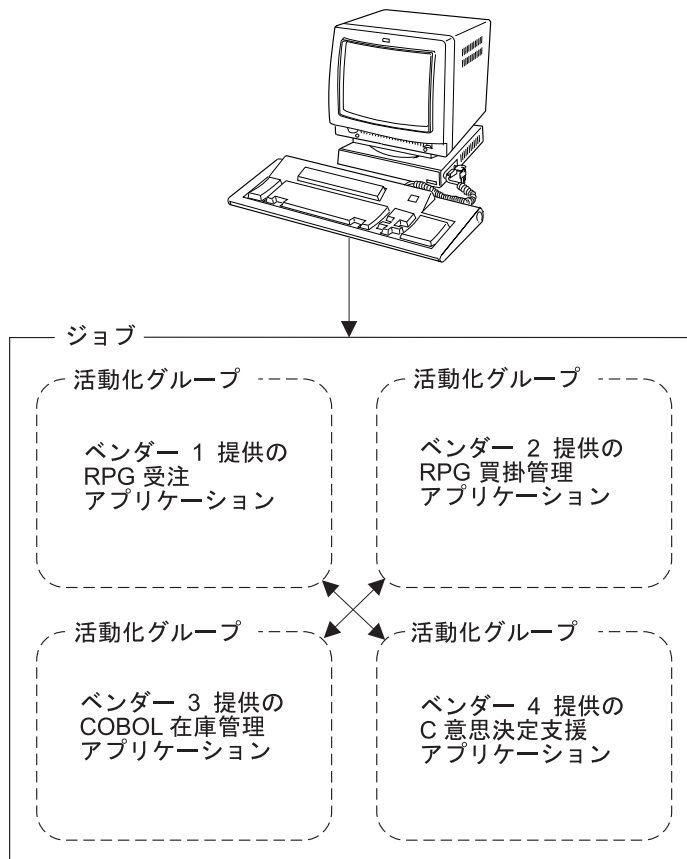 ジョブ
活動化グループ
ベンダー 1 提供の
RPG 受注
アプリケーション
活動化グループ
ベンダー 2 提供の
RPG 買掛管理
アプリケーション
活動化グループ
ベンダー 3 提供の
COBOL 在庫管理
アプリケーション
活動化グループ
ベンダー 4 提供の
C 意思決定支援
アプリケーション